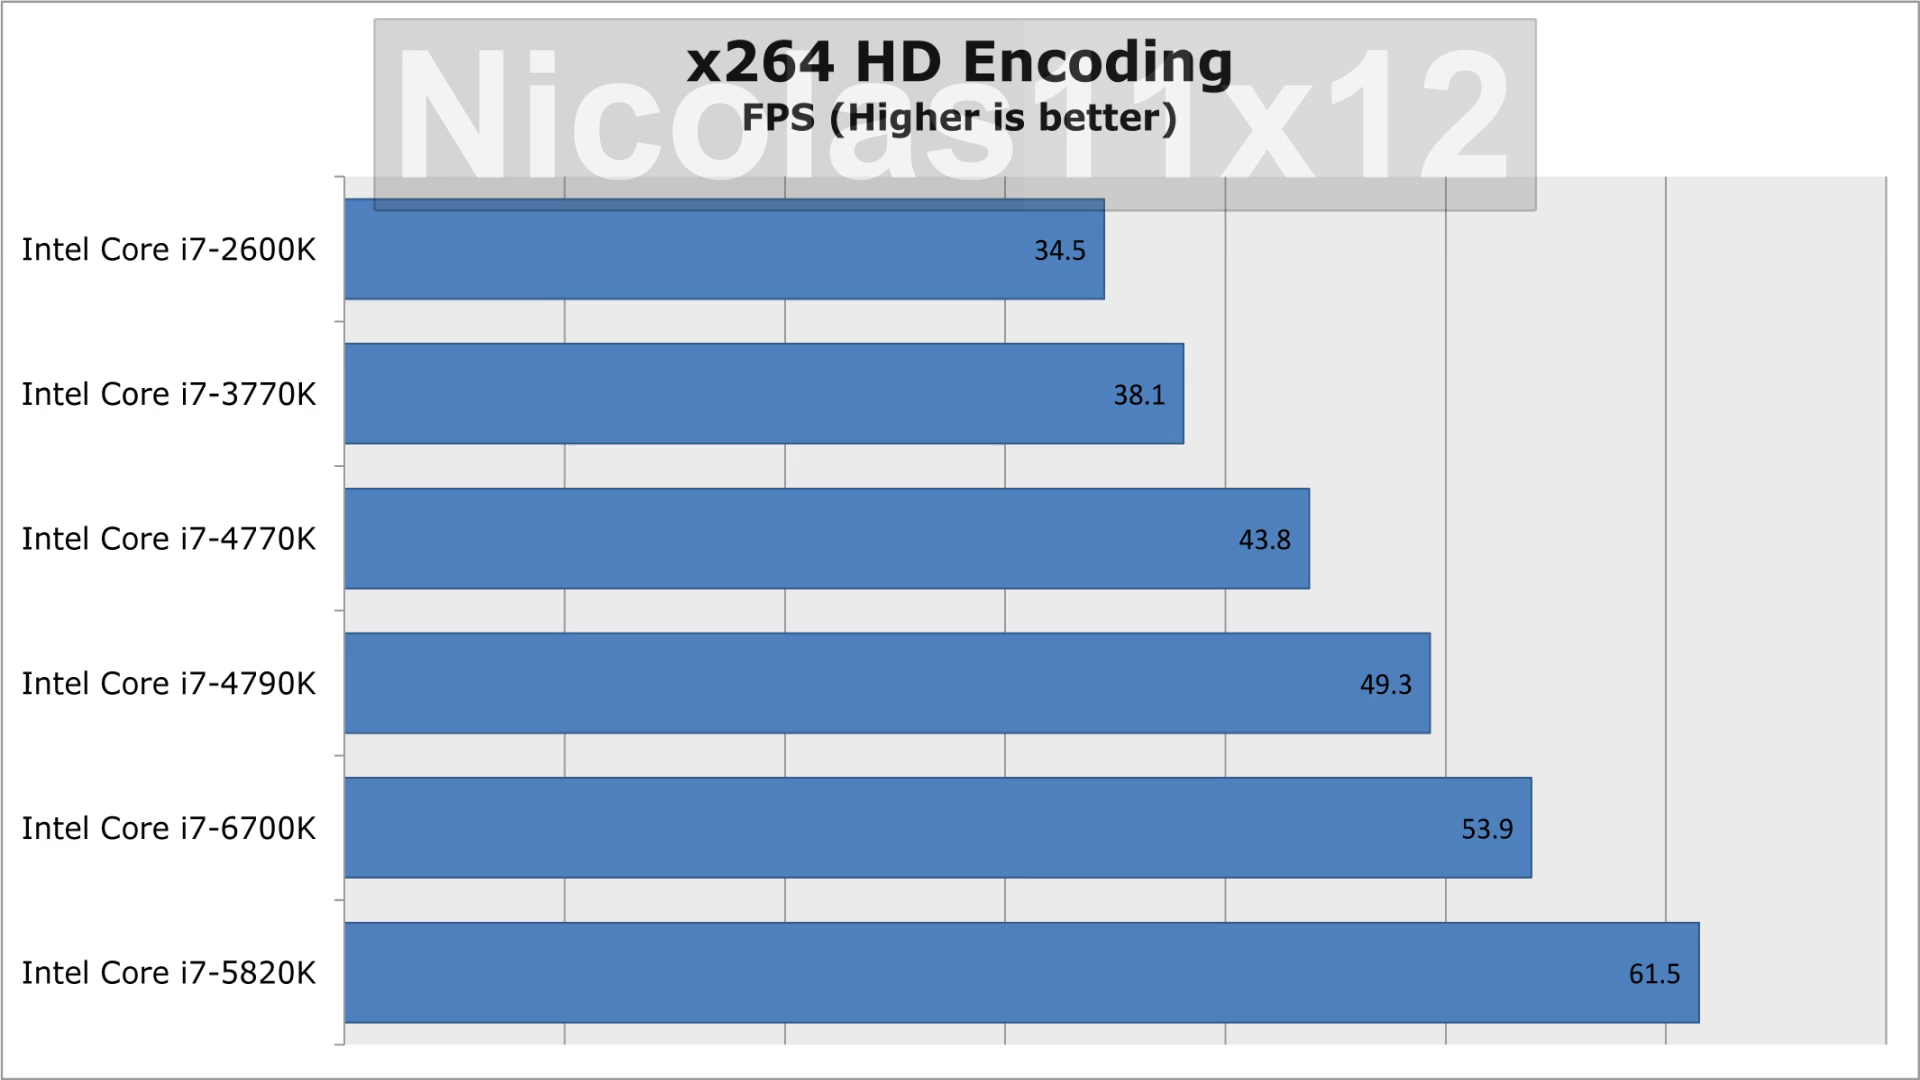 Nicolas11x12
x264 HD Encoding
FPS (Higher is better)
Intel Core i7-2600K 34.5
Intel Core i7-3770K 38.1
Intel Core i7-4770K 43.8
Intel Core i7-4790K 49.3
Intel Core i7-6700K 53.9
Intel Core i7-5820K 61.5